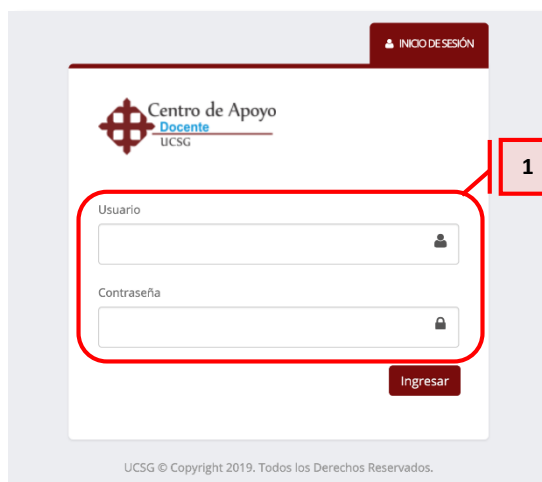 INICIO DE SESIÓN
Centro de Apoyo
Docente
UCSG
1
Usuario
Contraseña
Ingresar
UCSG © Copyright 2019. Todos los Derechos Reservados.